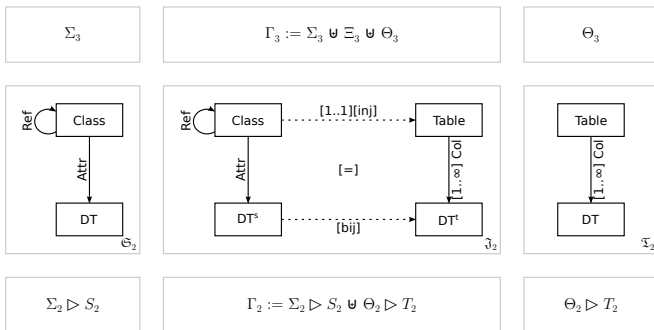 Σ₃
Γ₃ := Σ₃ ⊎ Ξ₃ ⊎ Θ₃
Θ₃
Ref
Class
Attr
DT
𝔖₂
Ref
Class
[1..1][inj]
Table
Attr
[=]
[1..∞] Col
DTˢ
[bij]
DTᵗ
ℑ₂
Table
[1..∞] Col
DT
𝔗₂
Σ₂ ▷ S₂
Γ₂ := Σ₂ ▷ S₂ ⊎ Θ₂ ▷ T₂
Θ₂ ▷ T₂